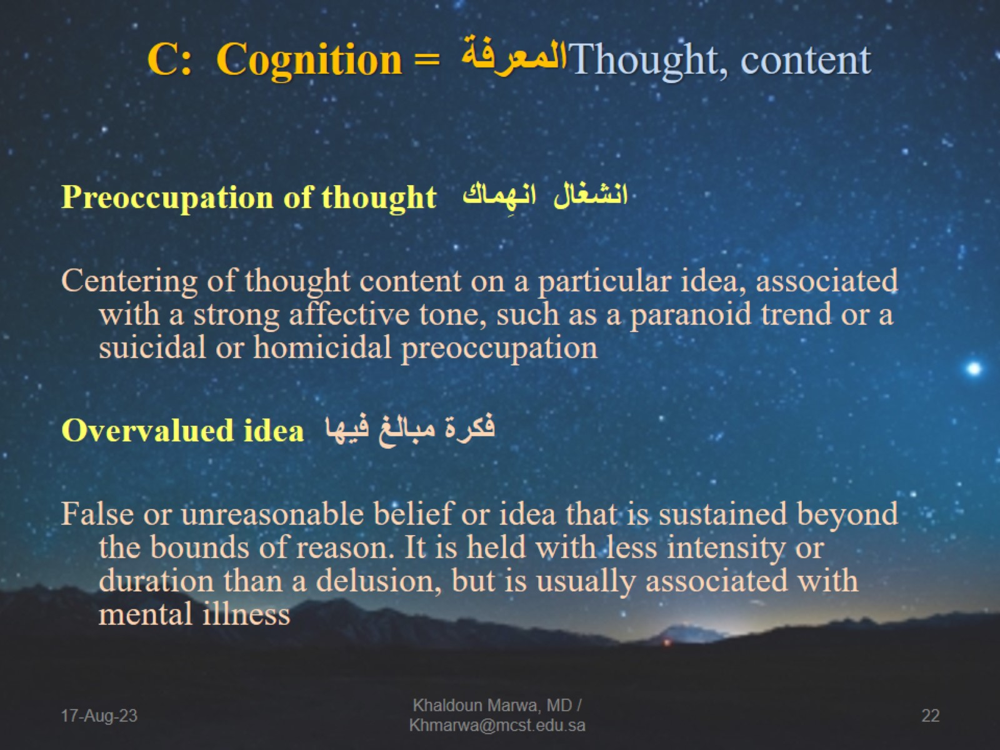 C: Cognition = المعرفة Thought, content
Preoccupation of thought انشغال انهِماك
Centering of thought content on a particular idea, associated
with a strong affective tone, such as a paranoid trend or a
suicidal or homicidal preoccupation
Overvalued idea فكرة مبالغ فيها
False or unreasonable belief or idea that is sustained beyond
the bounds of reason. It is held with less intensity or
duration than a delusion, but is usually associated with
mental illness
17-Aug-23
Khaldoun Marwa, MD /
Khmarwa@mcst.edu.sa
22